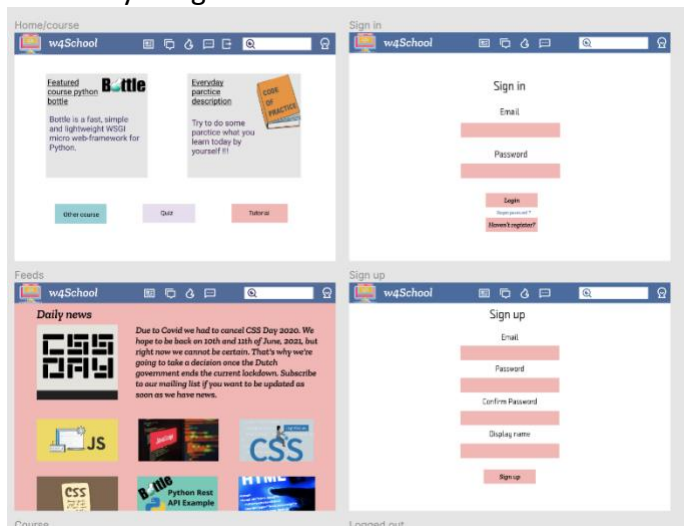 Home/course
w4School
Featured
course python
bottle
Bottle
Bottle is a fast, simple
and lightweight WSGI
micro web-framework for
Python.
Everyday
parctice
description
CODE
OF
PRACTICE
Try to do some
parctice what you
learn today by
yourself !!!
Other course
Quiz
Tutorial
Sign in
w4School
Sign in
Email
Password
Login
Haven't register?
Feeds
w4School
Daily news
CSS
DAY
Due to Covid we had to cancel CSS Day 2020. We
hope to be back on 10th and 11th of June, 2021, but
right now we cannot be certain. That's why we're
going to take a decision once the Dutch
government ends the current lockdown. Subscribe
to our mailing list if you want to be updated as
soon as we have news.
JS
CSS
CSS
Bottle
Python Rest
API Example
HTML
Sign up
w4School
Sign up
Email
Password
Confirm Password
Display name
Sign up
Course
Logged out